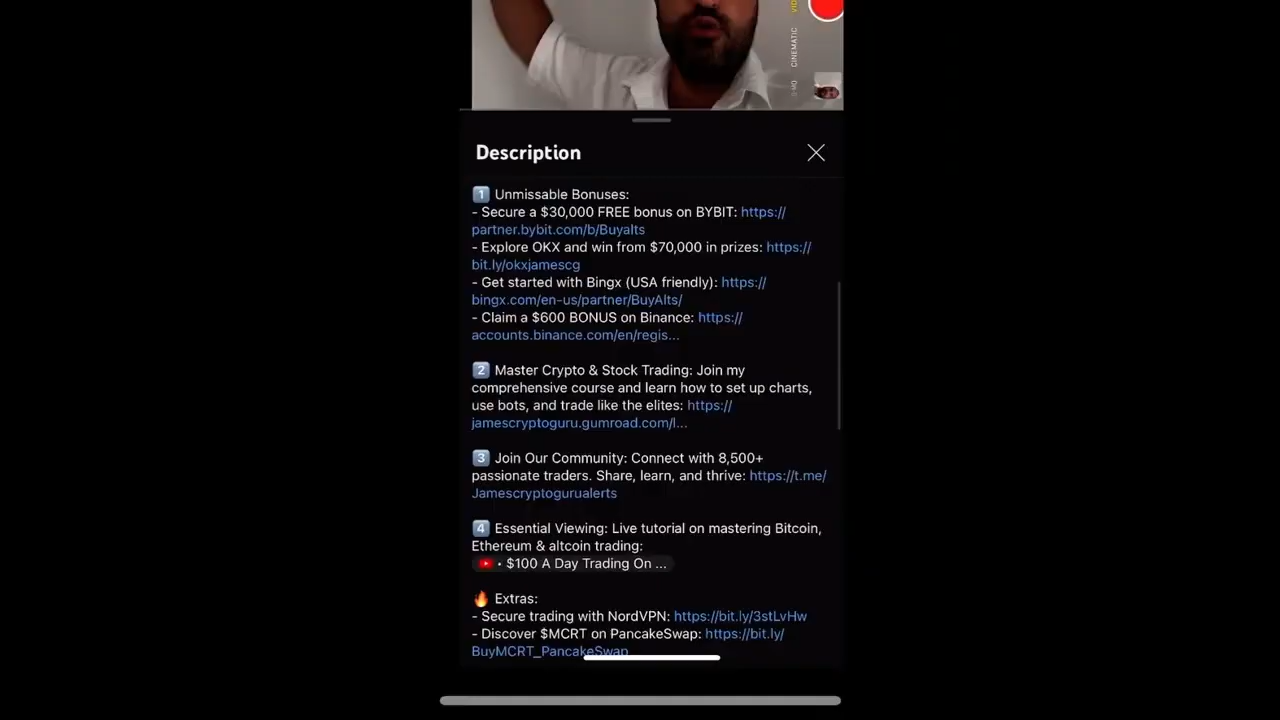 VID
CINEMATIC
Description
1 Unmissable Bonuses:
- Secure a $30,000 FREE bonus on BYBIT: https://
partner.bybit.com/b/Buyalts
- Explore OKX and win from $70,000 in prizes: https://
bit.ly/okxjamescg
- Get started with Bingx (USA friendly): https://
bingx.com/en-us/partner/BuyAlts/
- Claim a $600 BONUS on Binance: https://
accounts.binance.com/en/regis...
2 Master Crypto & Stock Trading: Join my
comprehensive course and learn how to set up charts,
use bots, and trade like the elites: https://
jamescryptoguru.gumroad.com/l...
3 Join Our Community: Connect with 8,500+
passionate traders. Share, learn, and thrive: https://t.me/
Jamescryptogurualerts
4 Essential Viewing: Live tutorial on mastering Bitcoin,
Ethereum & altcoin trading:
• $100 A Day Trading On ...
🔥 Extras:
- Secure trading with NordVPN: https://bit.ly/3stLvHw
- Discover $MCRT on PancakeSwap: https://bit.ly/
BuyMCRT_PancakeSwap